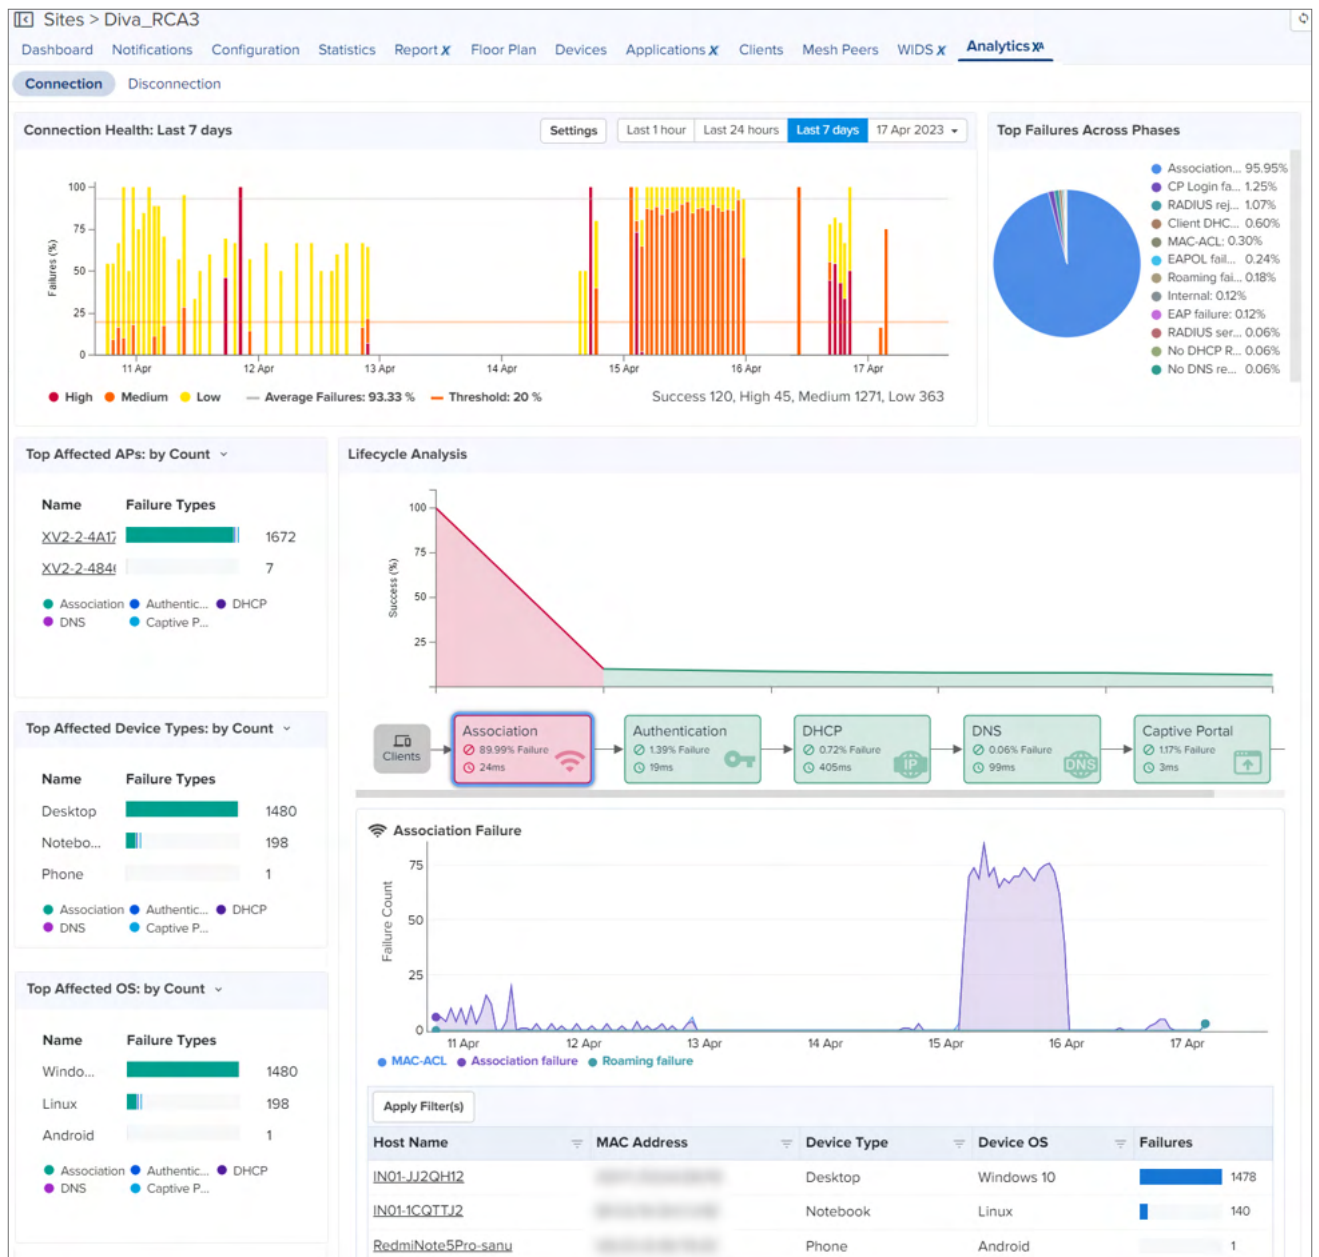 Sites > Diva_RCA3
Dashboard Notifications Configuration Statistics Report X Floor Plan Devices Applications X Clients Mesh Peers WIDS X Analytics XA
Connection Disconnection
Connection Health: Last 7 days Settings Last 1 hour Last 24 hours Last 7 days 17 Apr 2023
Failures (%)
100
75
50
25
0
11 Apr 12 Apr 13 Apr 14 Apr 15 Apr 16 Apr 17 Apr
High Medium Low Average Failures: 93.33 % Threshold: 20 % Success 120, High 45, Medium 1271, Low 363
Top Failures Across Phases
Association... 95.95%
CP Login fa... 1.25%
RADIUS rej... 1.07%
Client DHC... 0.60%
MAC-ACL: 0.30%
EAPOL fail... 0.24%
Roaming fai... 0.18%
Internal: 0.12%
EAP failure: 0.12%
RADIUS ser... 0.06%
No DHCP R... 0.06%
No DNS re... 0.06%
Top Affected APs: by Count
Name Failure Types
XV2-2-4A17 1672
XV2-2-484 7
Association Authentic... DHCP
DNS Captive P...
Top Affected Device Types: by Count
Name Failure Types
Desktop 1480
Notebo... 198
Phone 1
Association Authentic... DHCP
DNS Captive P...
Top Affected OS: by Count
Name Failure Types
Windo... 1480
Linux 198
Android 1
Association Authentic... DHCP
DNS Captive P...
Lifecycle Analysis
Success (%)
100
75
50
25
Clients
Association
89.99% Failure
24ms
Authentication
1.39% Failure
19ms
DHCP
0.72% Failure
405ms
IP
DNS
0.06% Failure
99ms
DNS
Captive Portal
1.17% Failure
3ms
Association Failure
Failure Count
75
50
25
0
11 Apr 12 Apr 13 Apr 14 Apr 15 Apr 16 Apr 17 Apr
MAC-ACL Association failure Roaming failure
Apply Filter(s)
Host Name MAC Address Device Type Device OS Failures
IN01-JJ2QH12 Desktop Windows 10 1478
IN01-1CQTTJ2 Notebook Linux 140
RedmiNote5Pro-sanu Phone Android 1